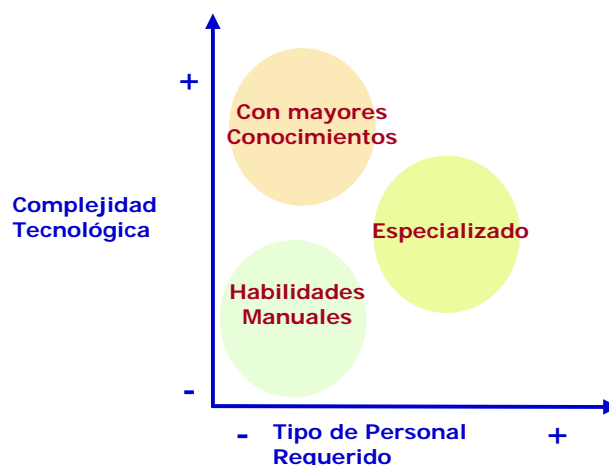 +
Con mayores
Conocimientos
Complejidad
Tecnológica
Especializado
Habilidades
Manuales
-
- Tipo de Personal +
Requerido